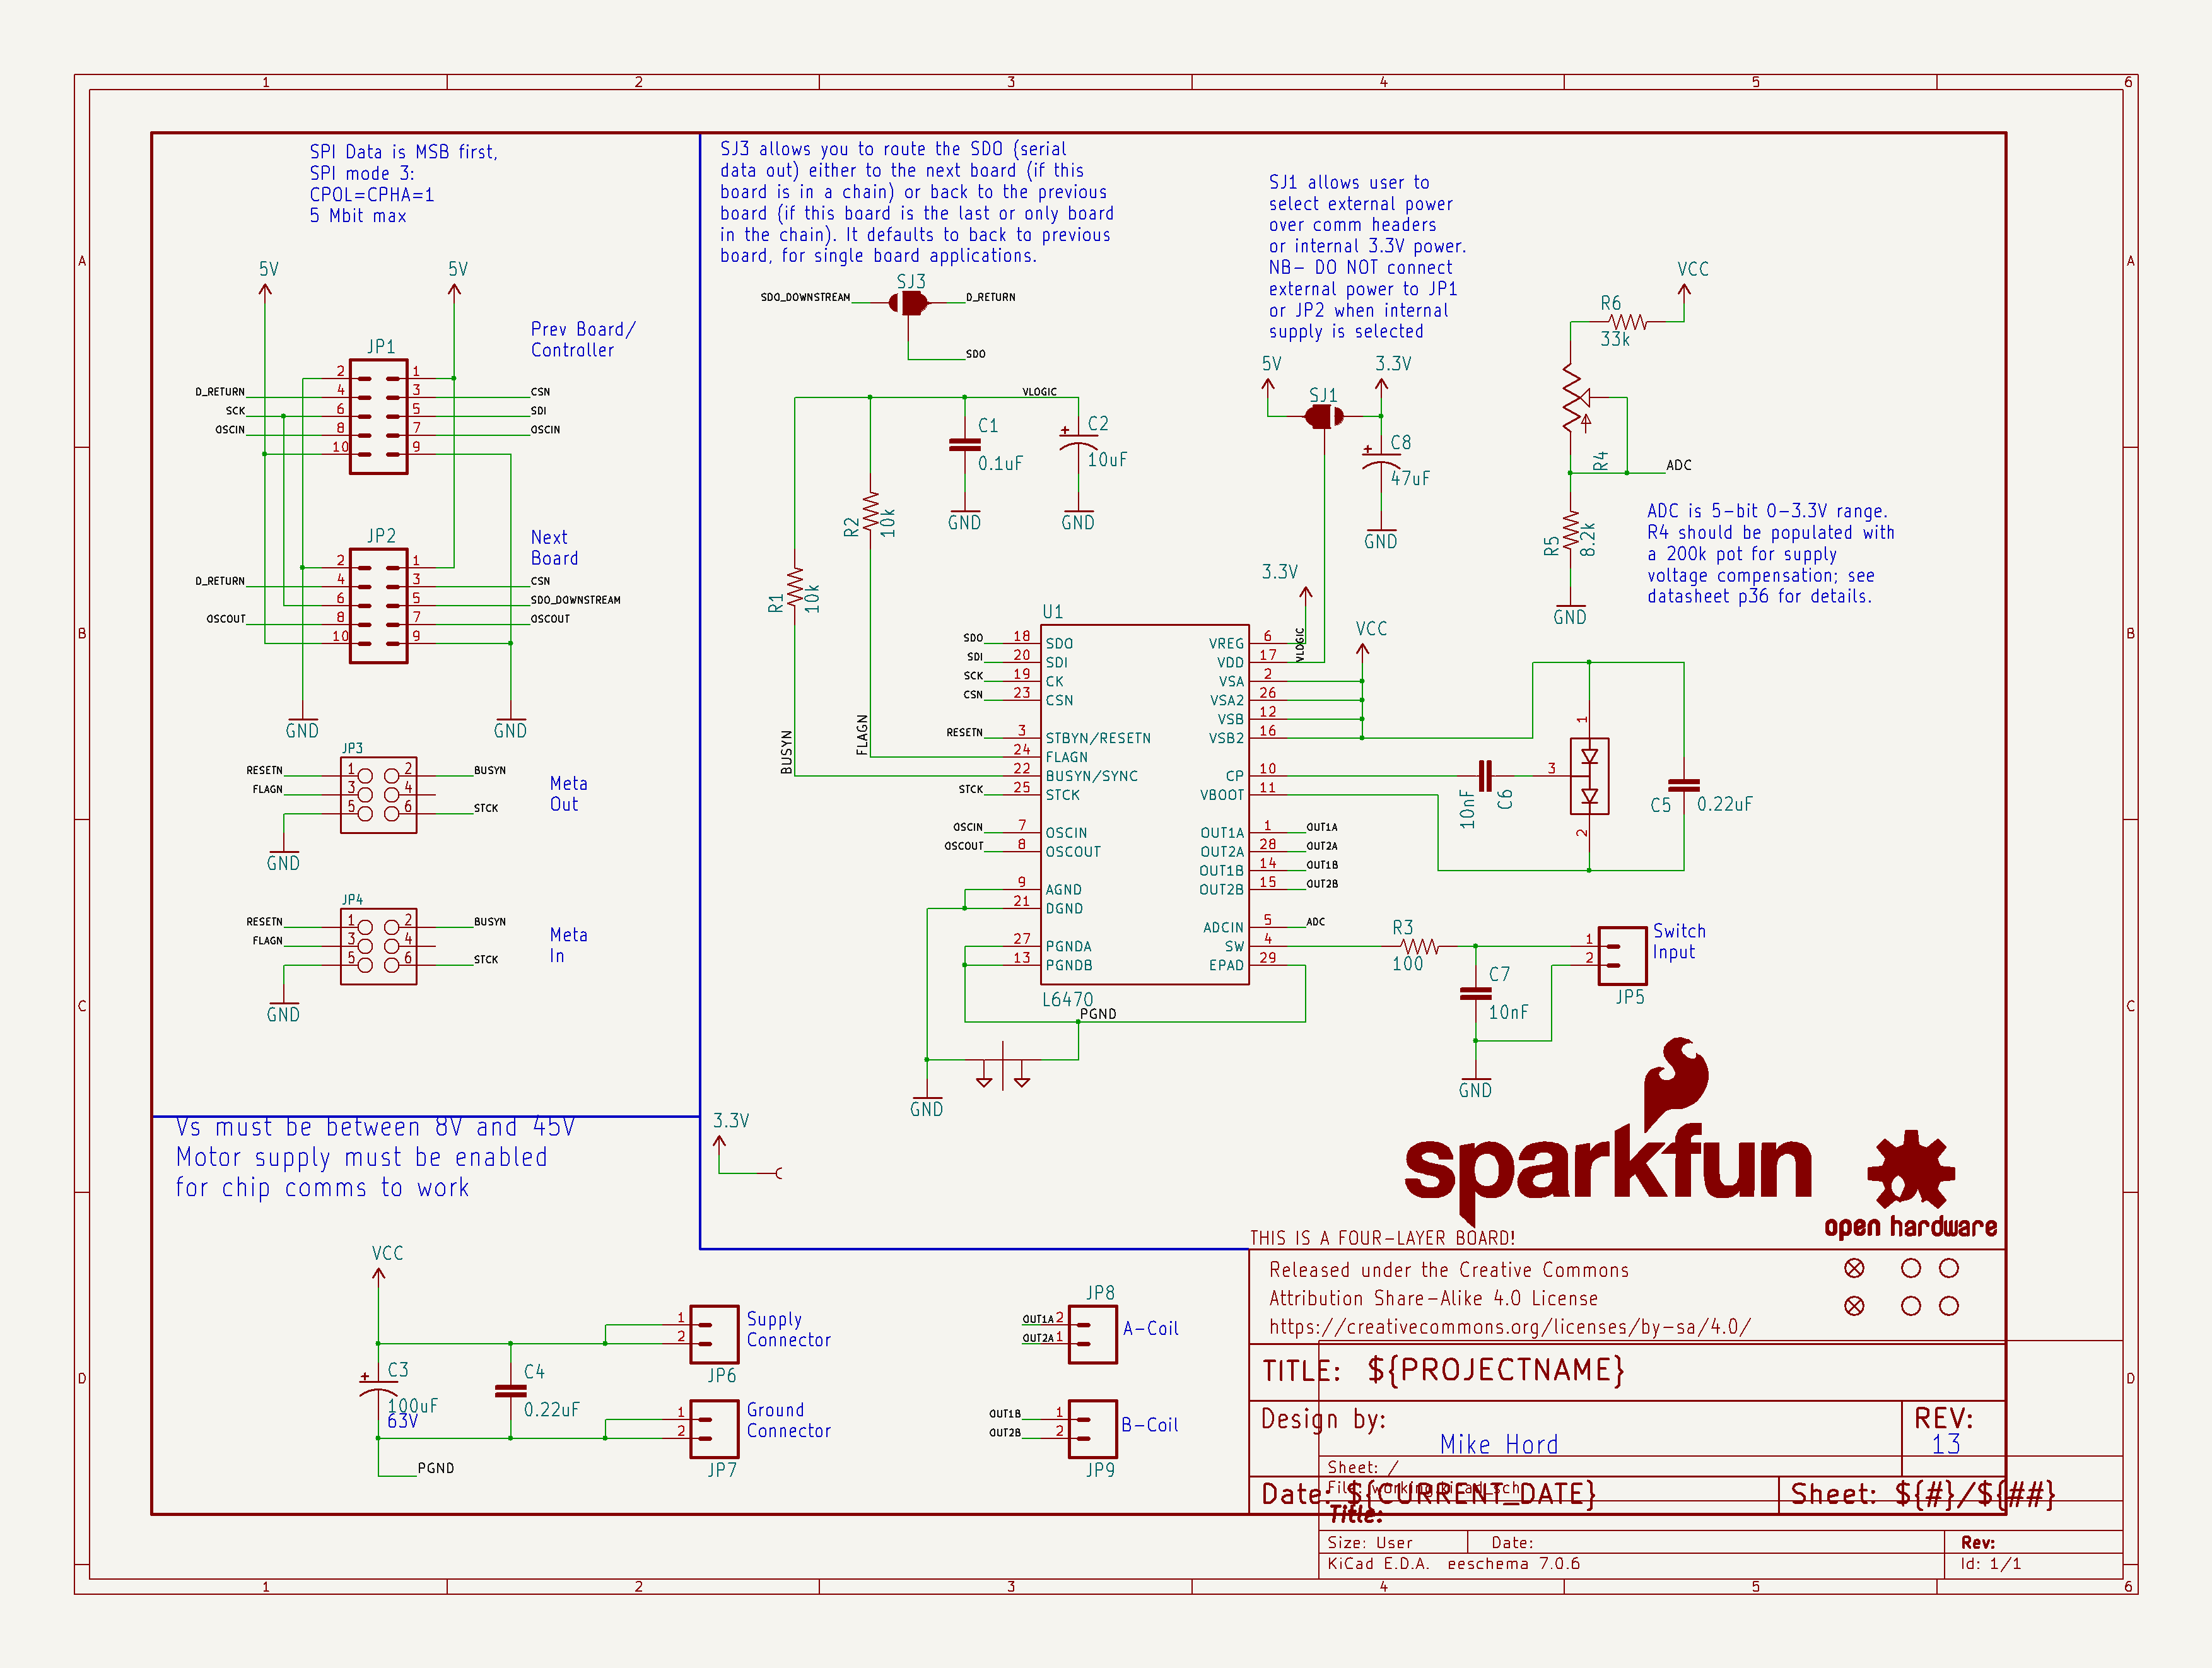 1 2 3 4 5 6
A
B
C
D
A
B
C
D
1 2 3 4 5 6
SPI Data is MSB first,
SPI mode 3:
CPOL=CPHA=1
5 Mbit max
5V
5V
Prev Board/
Controller
JP1
2 1
D_RETURN 4 3 CSN
SCK 6 5 SDI
OSCIN 8 7 OSCIN
10 9
JP2
Next
Board
2 1
D_RETURN 4 3 CSN
6 5 SDO_DOWNSTREAM
OSCOUT 8 7 OSCOUT
10 9
GND
GND
JP3
RESETN 1 2 BUSYN
FLAGN 3 4
5 6 STCK
GND
Meta
Out
JP4
RESETN 1 2 BUSYN
FLAGN 3 4
5 6 STCK
GND
Meta
In
SJ3 allows you to route the SDO (serial
data out) either to the next board (if this
board is in a chain) or back to the previous
board (if this board is the last or only board
in the chain). It defaults to back to previous
board, for single board applications.
SJ3
SDO_DOWNSTREAM
D_RETURN
SDO
VLOGIC
C1
0.1uF
GND
C2
10uF
GND
R2
10k
R1
10k
BUSYN
FLAGN
SJ1 allows user to
select external power
over comm headers
or internal 3.3V power.
NB- DO NOT connect
external power to JP1
or JP2 when internal
supply is selected
5V
3.3V
SJ1
C8
47uF
GND
VCC
R6
33k
R4
ADC
R5
8.2k
GND
ADC is 5-bit 0-3.3V range.
R4 should be populated with
a 200k pot for supply
voltage compensation; see
datasheet p36 for details.
3.3V
VLOGIC
VCC
U1
SDO 18 SDO
SDI 20 SDI
SCK 19 CK
CSN 23 CSN
RESETN 3 STBYN/RESETN
24 FLAGN
22 BUSYN/SYNC
STCK 25 STCK
OSCIN 7 OSCIN
OSCOUT 8 OSCOUT
9 AGND
21 DGND
27 PGNDA
13 PGNDB
VREG 6
VDD 17
VSA 2
VSA2 26
VSB 12
VSB2 16
CP 10
VBOOT 11
OUT1A 1 OUT1A
OUT2A 28 OUT2A
OUT1B 14 OUT1B
OUT2B 15 OUT2B
ADCIN 5 ADC
SW 4
EPAD 29
L6470
PGND
GND
10nF
C6
1
3
2
C5
0.22uF
R3
100
C7
10nF
GND
1
2
JP5
Switch
Input
3.3V
Vs must be between 8V and 45V
Motor supply must be enabled
for chip comms to work
VCC
C3
100uF
63V
C4
0.22uF
PGND
1
2
JP6
Supply
Connector
1
2
JP7
Ground
Connector
JP8
OUT1A 2
OUT2A 1
A-Coil
OUT1B 1
OUT2B 2
JP9
B-Coil
sparkfun
open hardware
THIS IS A FOUR-LAYER BOARD!
Released under the Creative Commons
Attribution Share-Alike 4.0 License
https://creativecommons.org/licenses/by-sa/4.0/
TITLE: ${PROJECTNAME}
Design by:
Mike Hord
REV:
13
Sheet: /
File: working.kicad_sch
Date: ${CURRENT_DATE}
Sheet: ${#}/${##}
Title:
Size: User Date: Rev:
KiCad E.D.A. eeschema 7.0.6 Id: 1/1